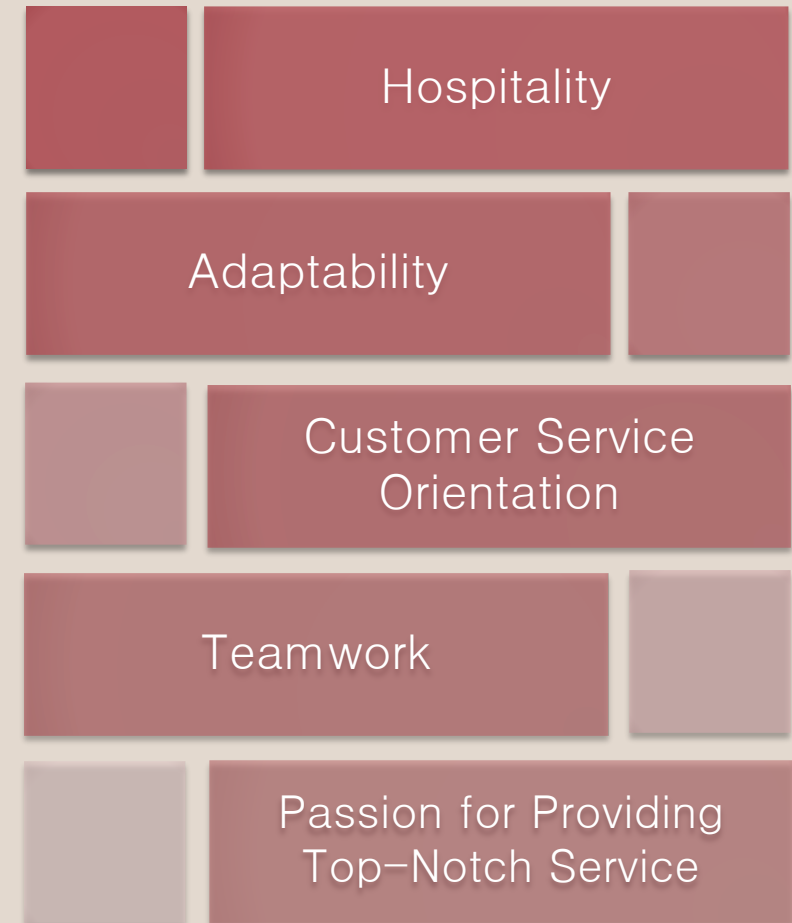 Hospitality
Adaptability
Customer Service
Orientation
Teamwork
Passion for Providing
Top-Notch Service